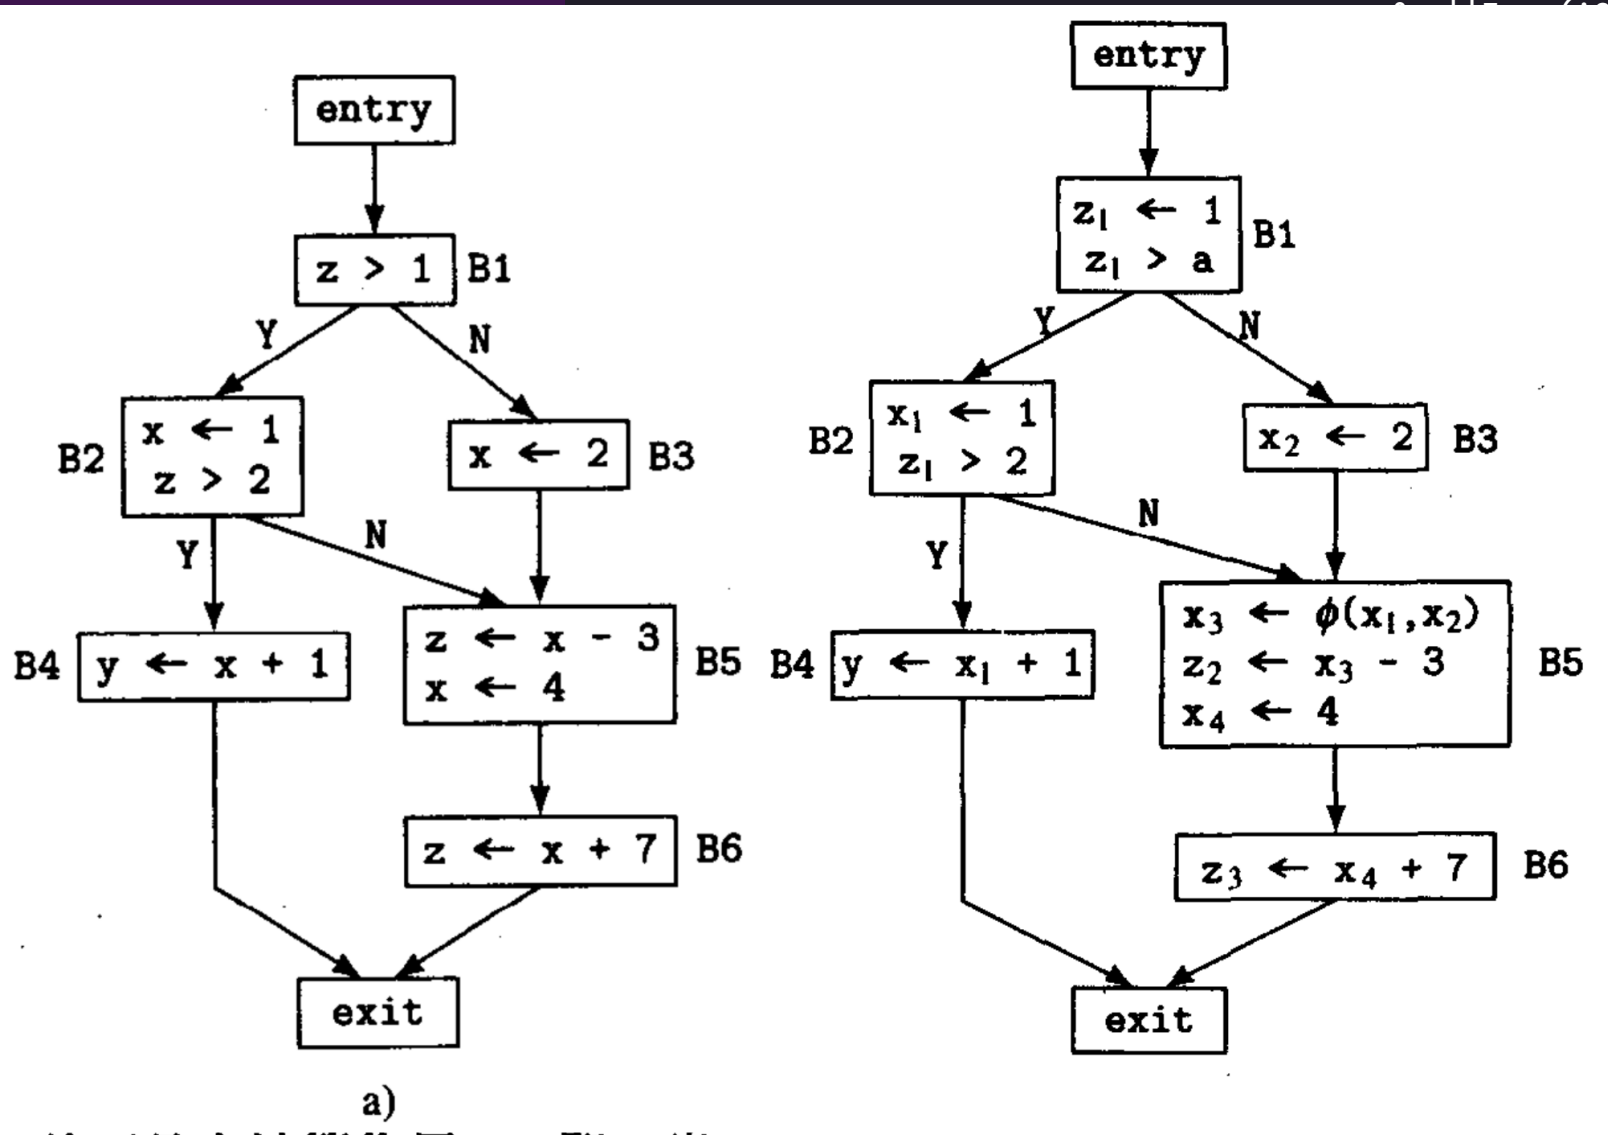 entry
z > 1 B1
Y N
B2
x ← 1
z > 2
x ← 2 B3
Y N
B4 y ← x + 1
z ← x - 3
x ← 4
B5
z ← x + 7 B6
exit
a)
entry
z₁ ← 1
z₁ > a
B1
Y N
B2
x₁ ← 1
z₁ > 2
x₂ ← 2 B3
Y N
B4 y ← x₁ + 1
x₃ ← ϕ(x₁,x₂)
z₂ ← x₃ - 3
x₄ ← 4
B5
z₃ ← x₄ + 7 B6
exit